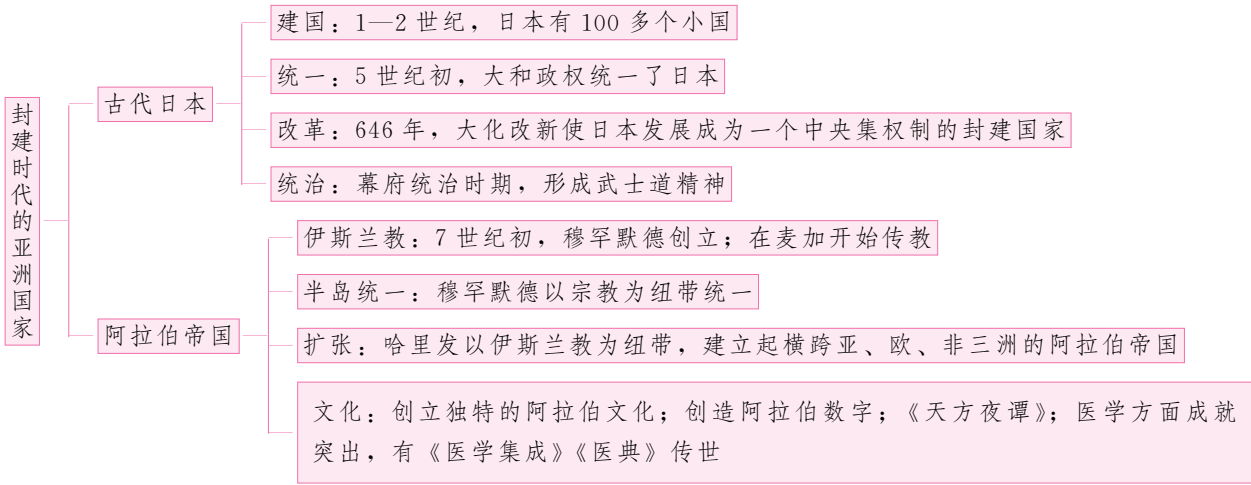 封建时代的亚洲国家
古代日本
建国：1—2 世纪，日本有 100 多个小国
统一：5 世纪初，大和政权统一了日本
改革：646 年，大化改新使日本发展成为一个中央集权制的封建国家
统治：幕府统治时期，形成武士道精神
阿拉伯帝国
伊斯兰教：7 世纪初，穆罕默德创立；在麦加开始传教
半岛统一：穆罕默德以宗教为纽带统一
扩张：哈里发以伊斯兰教为纽带，建立起横跨亚、欧、非三洲的阿拉伯帝国
文化：创立独特的阿拉伯文化；创造阿拉伯数字；《天方夜谭》；医学方面成就
突出，有《医学集成》《医典》传世